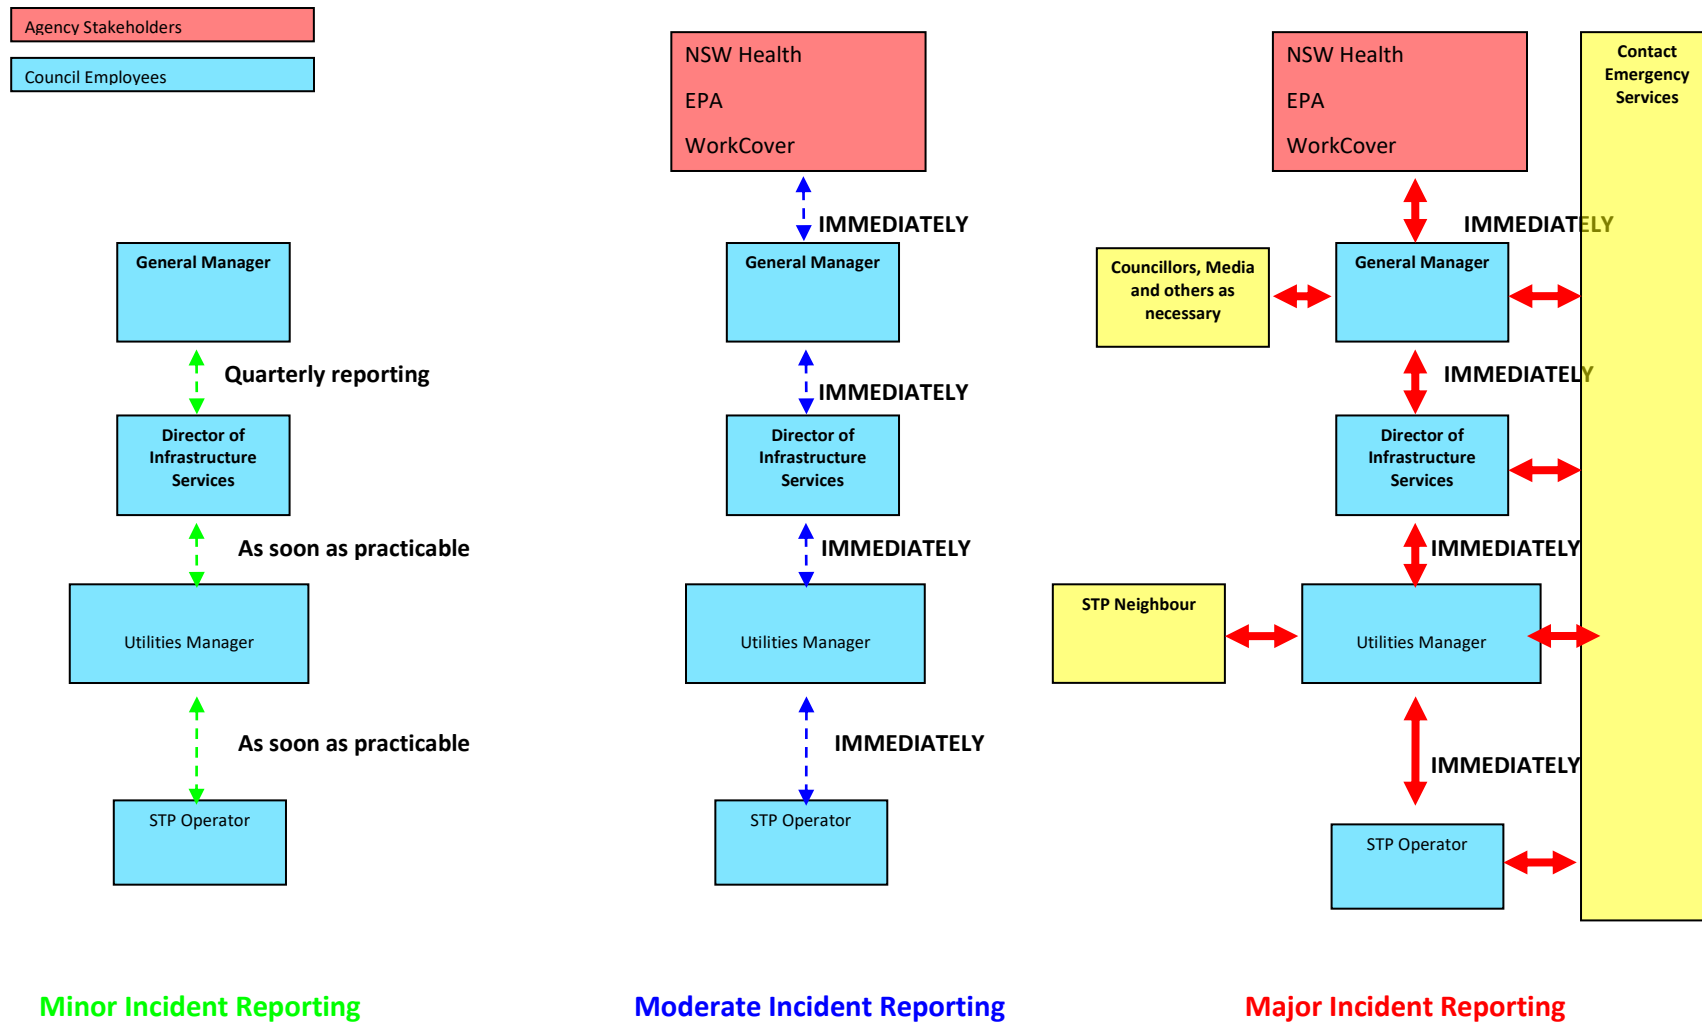 Agency Stakeholders
Council Employees
General Manager
Quarterly reporting
Director of
Infrastructure
Services
As soon as practicable
Utilities Manager
As soon as practicable
STP Operator
Minor Incident Reporting
NSW Health
EPA
WorkCover
IMMEDIATELY
General Manager
IMMEDIATELY
Director of
Infrastructure
Services
IMMEDIATELY
Utilities Manager
IMMEDIATELY
STP Operator
Moderate Incident Reporting
NSW Health
EPA
WorkCover
Contact
Emergency
Services
IMMEDIATELY
Councillors, Media
and others as
necessary
General Manager
IMMEDIATELY
Director of
Infrastructure
Services
IMMEDIATELY
STP Neighbour
Utilities Manager
IMMEDIATELY
STP Operator
Major Incident Reporting